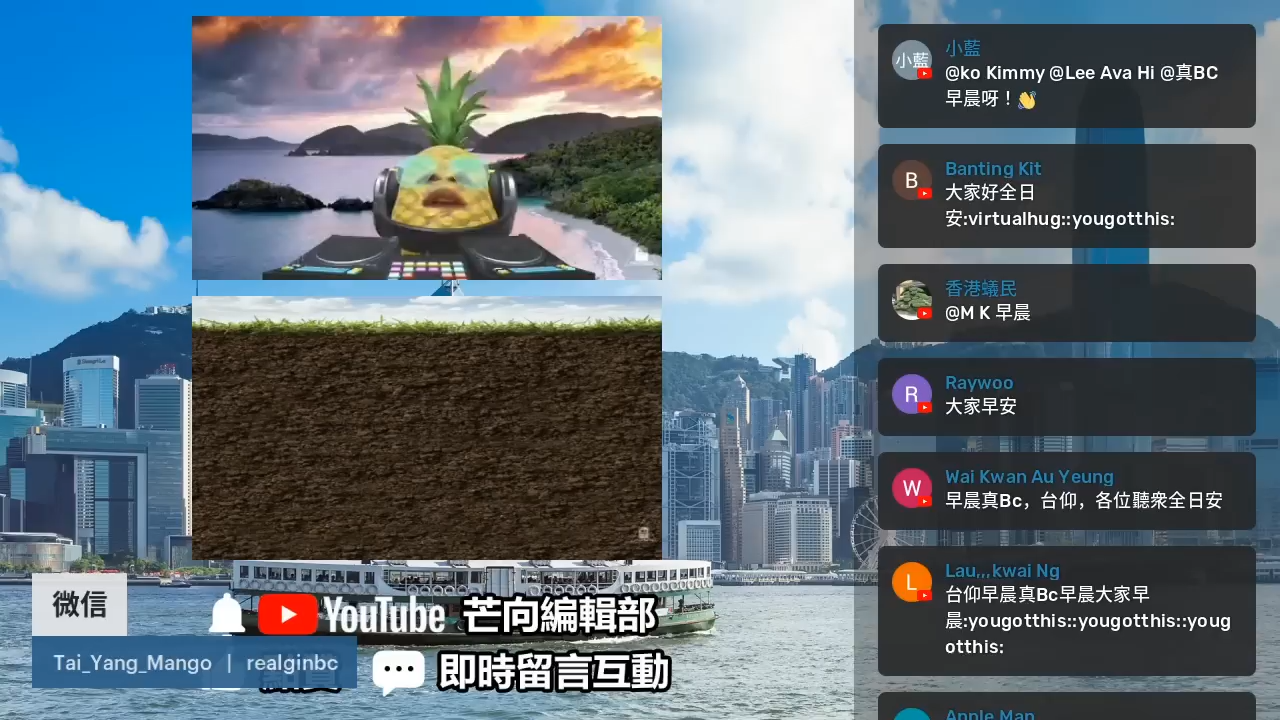 小藍
小藍
@ko Kimmy @Lee Ava Hi @真BC
早晨呀！👋
B
Banting Kit
大家好全日
安:virtualhug::yougotthis:
香港蟻民
@M K 早晨
R
Raywoo
大家早安
W
Wai Kwan Au Yeung
早晨真Bc，台仰，各位聽衆全日安
L
Lau,,,kwai Ng
台仰早晨真Bc早晨大家早
晨:yougotthis::yougotthis::youg
otthis:
Apple Man
微信
YouTube 芒向編輯部
Tai_Yang_Mango | realginbc
即時留言互動